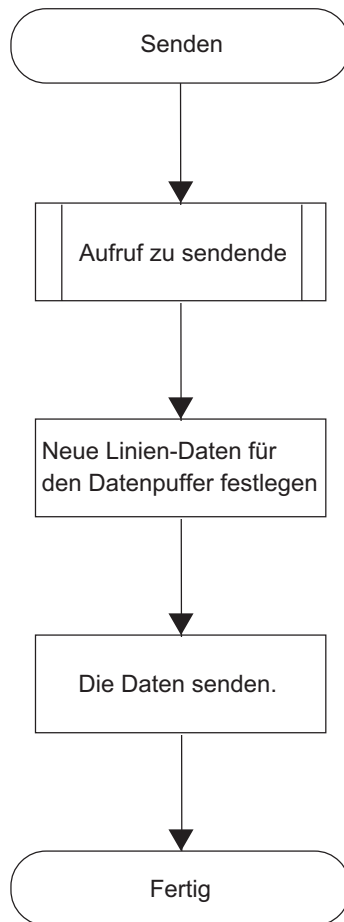 Senden
Aufruf zu sendende
Neue Linien-Daten für
den Datenpuffer festlegen
Die Daten senden.
Fertig